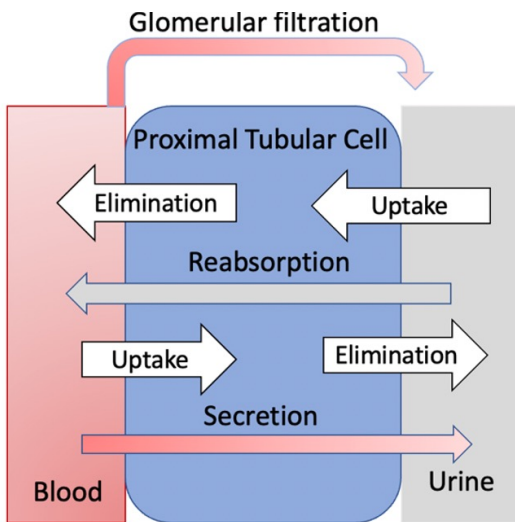 Glomerular filtration
Proximal Tubular Cell
Elimination
Uptake
Reabsorption
Uptake
Elimination
Secretion
Blood
Urine